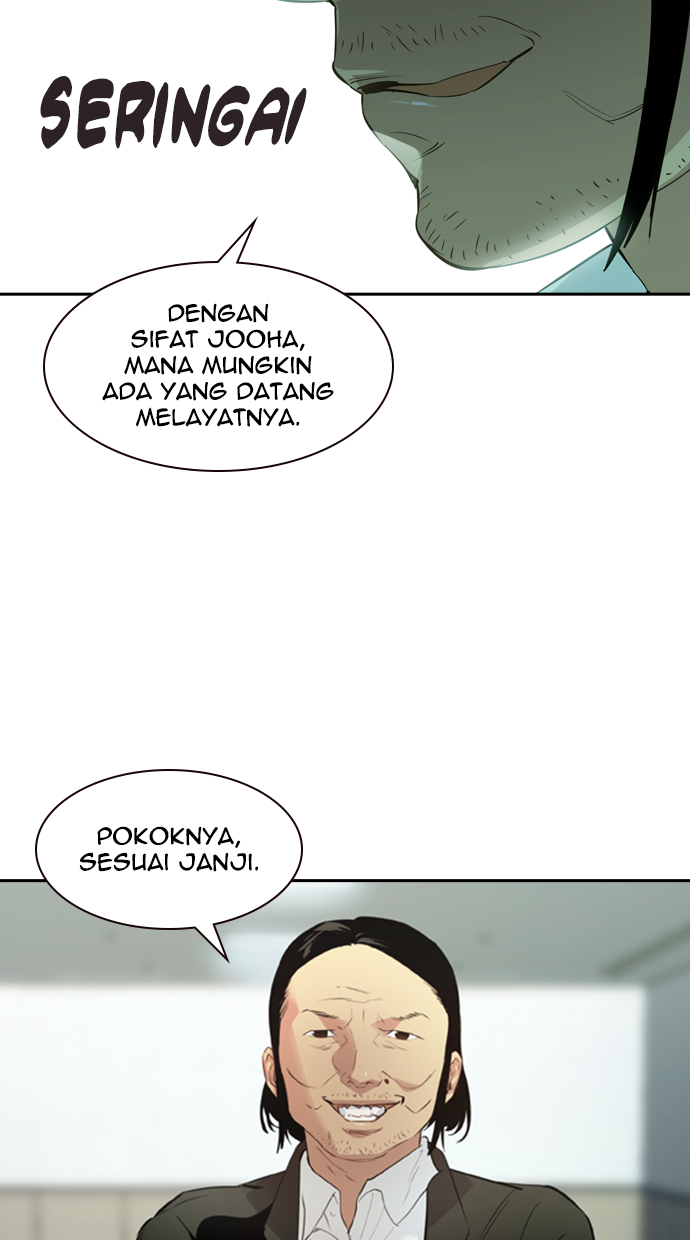 SERINGAI
DENGAN
SIFAT JOOHA,
MANA MUNGKIN
ADA YANG DATANG
MELAYATNYA.
POKOKNYA,
SESUAI JANJI.